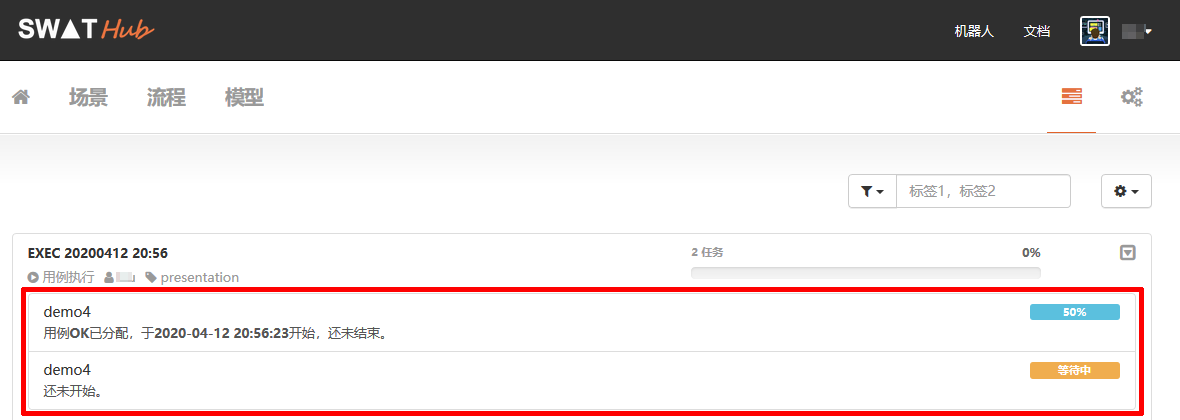 SWAT Hub
机器人 文档
场景 流程 模型
标签1，标签2
EXEC 20200412 20:56 2 任务 0%
用例执行 presentation
demo4 50%
用例OK已分配，于2020-04-12 20:56:23开始，还未结束。
demo4 等待中
还未开始。